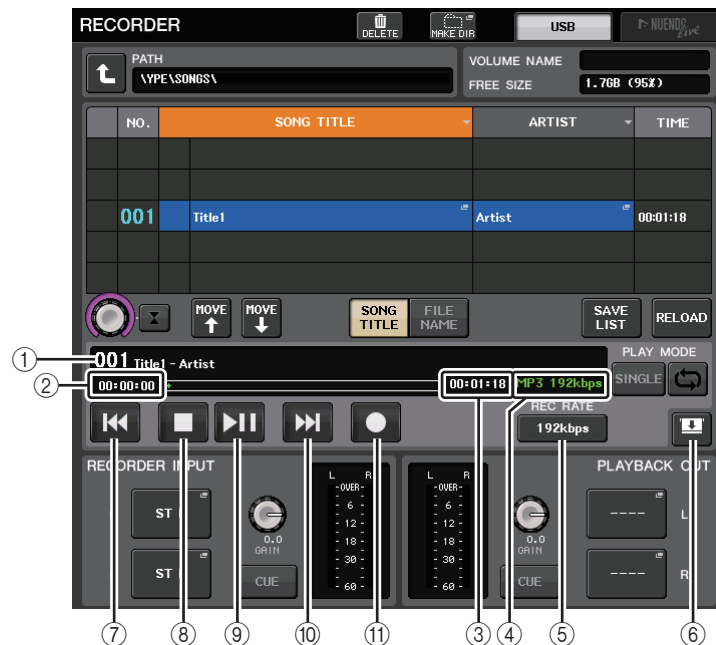 RECORDER
DELETE
MAKE DIR
USB
NUENDO Live
PATH
\YPE\SONGS\
VOLUME NAME
FREE SIZE
1.7GB (95%)
NO.
SONG TITLE
ARTIST
TIME
001
Title1
Artist
00:01:18
MOVE
MOVE
SONG TITLE
FILE NAME
SAVE LIST
RELOAD
①
001 Title1 - Artist
PLAY MODE
②
00:00:00
00:01:18
MP3 192kbps
SINGLE
REC RATE
192kbps
RECORDER INPUT
PLAYBACK OUT
L R
-OVER-
- 6 -
- 12 -
- 18 -
- 30 -
- 60 -
L R
-OVER-
- 6 -
- 12 -
- 18 -
- 30 -
- 60 -
ST
ST
0.0
GAIN
CUE
0.0
GAIN
CUE
----
L
----
R
⑦ ⑧ ⑨ ⑩ ⑪ ③ ④ ⑤ ⑥